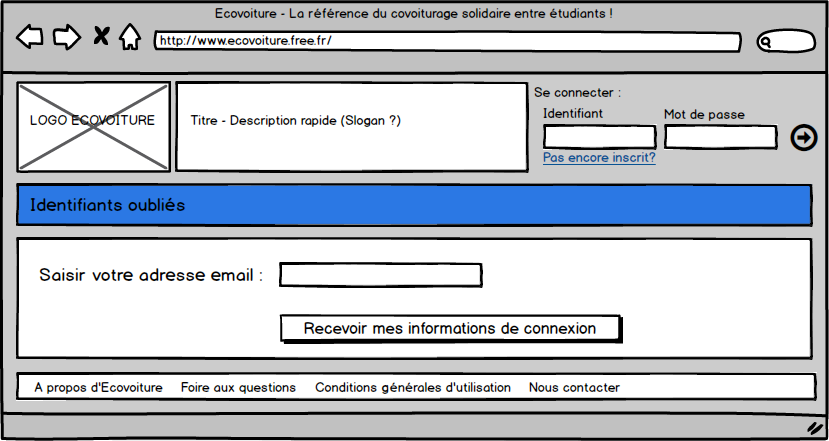 Ecovoiture - La référence du covoiturage solidaire entre étudiants !
http://www.ecovoiture.free.fr/
LOGO ECOVOITURE
Titre - Description rapide (Slogan ?)
Se connecter :
Identifiant
Mot de passe
Pas encore inscrit?
Identifiants oubliés
Saisir votre adresse email :
Recevoir mes informations de connexion
A propos d'Ecovoiture Foire aux questions Conditions générales d'utilisation Nous contacter